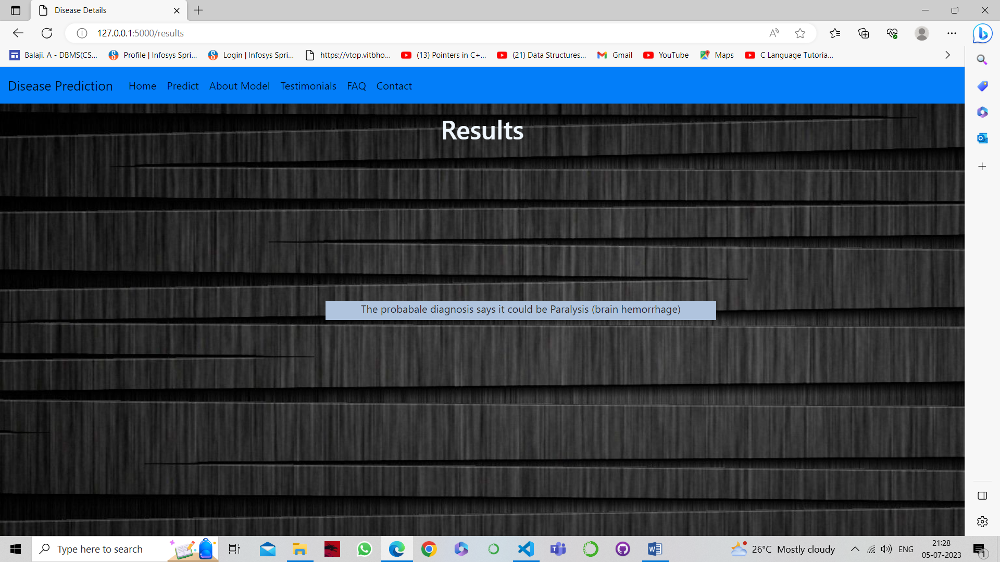 Disease Details
127.0.0.1:5000/results
Balaji. A - DBMS(CS... Profile | Infosys Spri... Login | Infosys Spri... https://vtop.vitbho... (13) Pointers in C+... (21) Data Structures... Gmail YouTube Maps C Language Tutoria...
Disease Prediction Home Predict About Model Testimonials FAQ Contact
Results
The probabale diagnosis says it could be Paralysis (brain hemorrhage)
Type here to search
26°C Mostly cloudy
ENG
21:28
05-07-2023
1